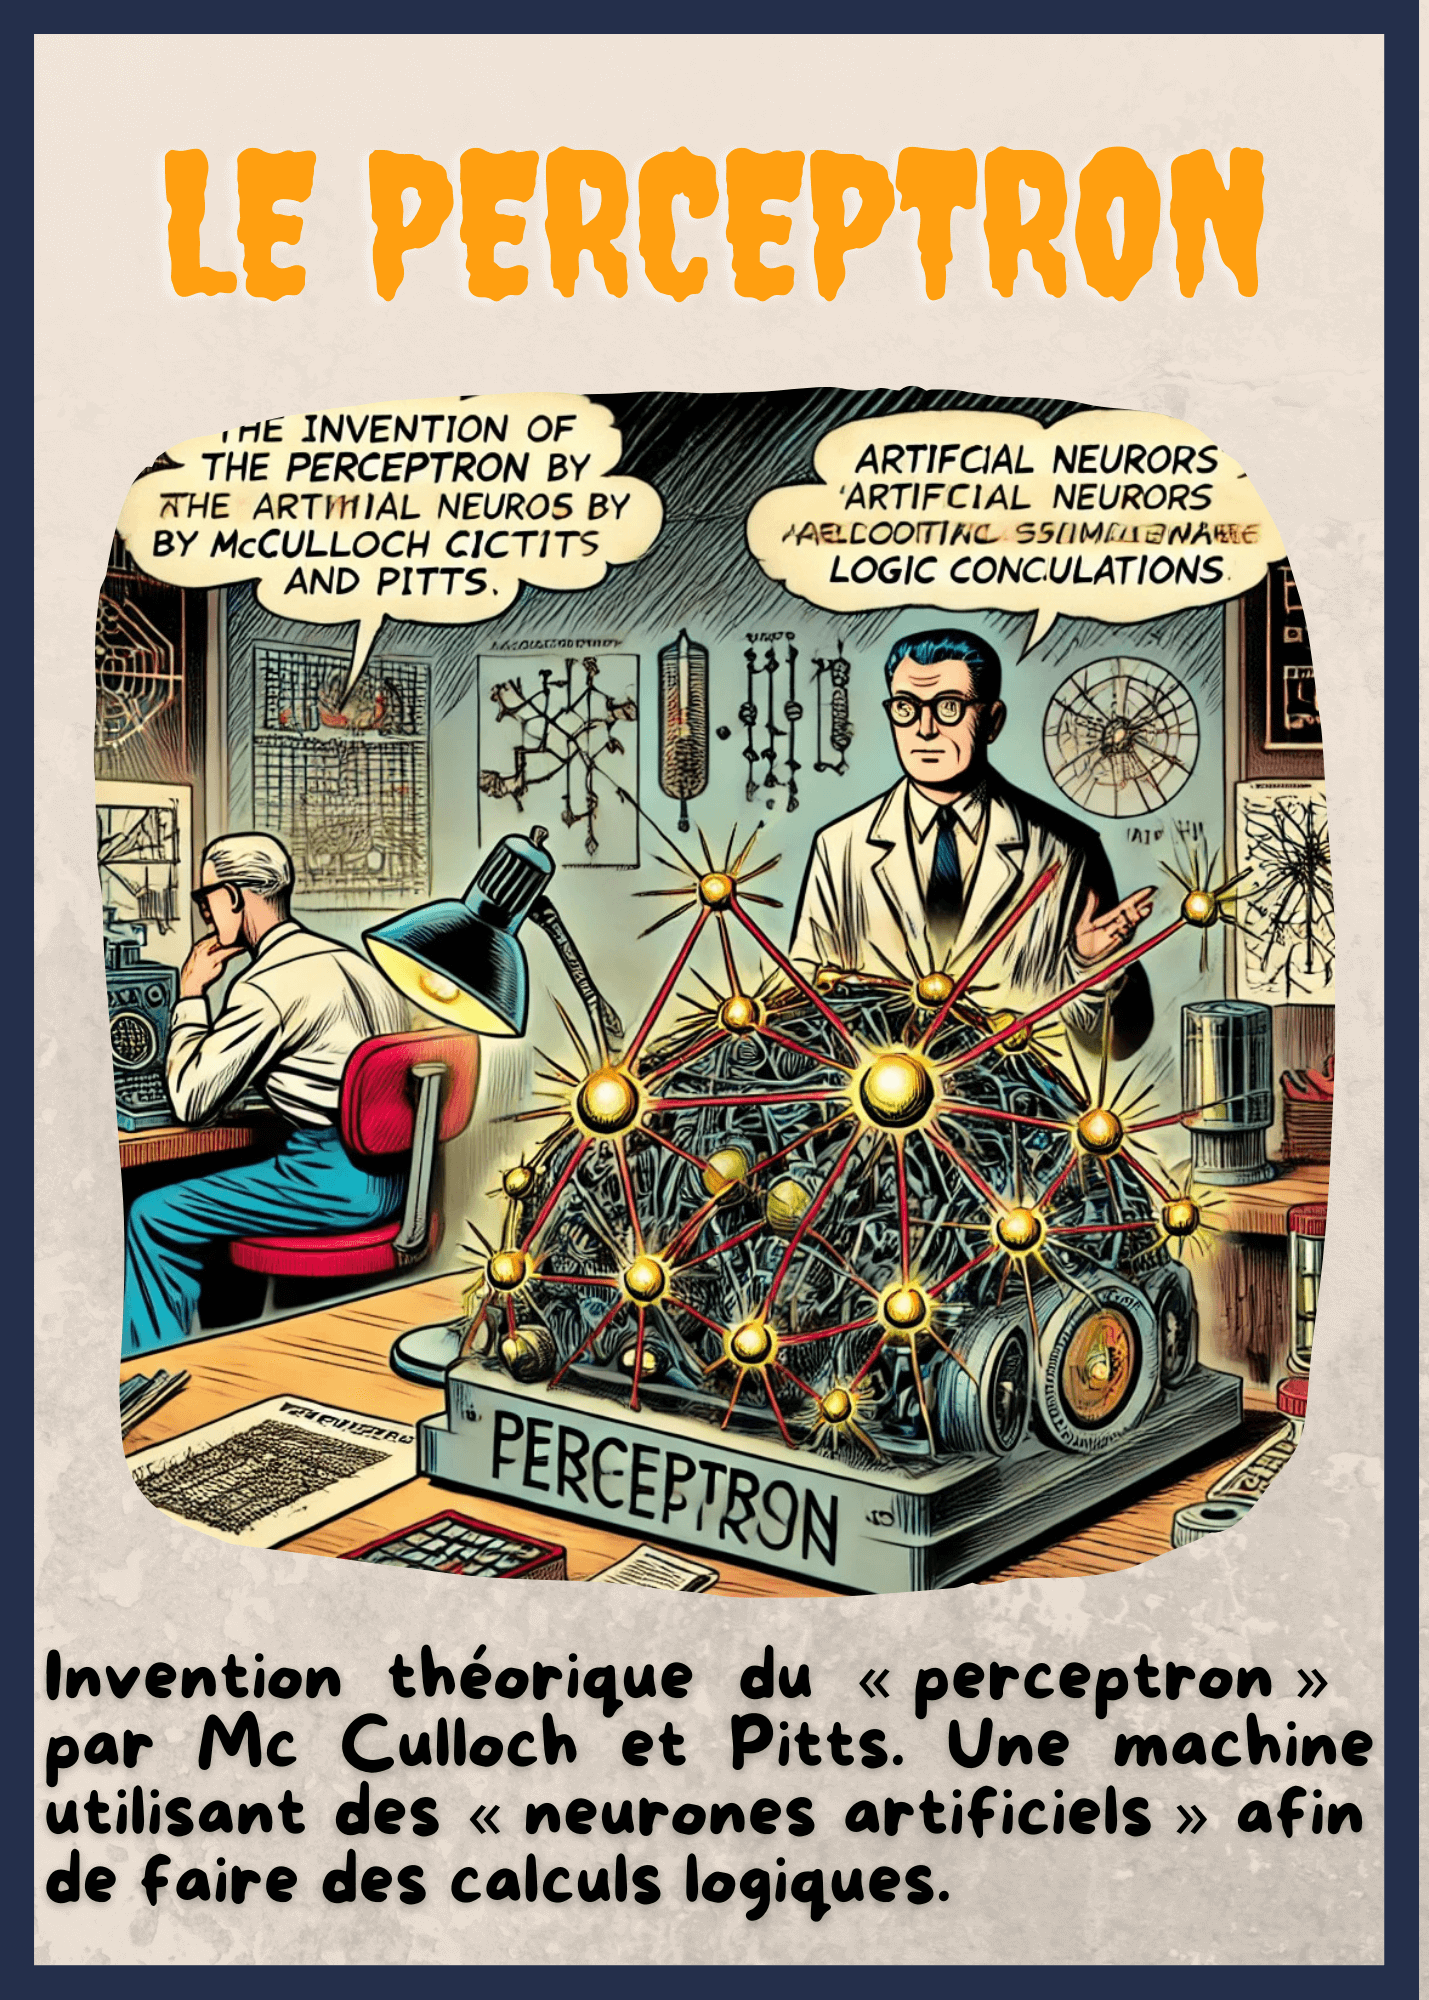 LE PERCEPTRON
THE INVENTION OF
THE PERCEPTRON BY
THE ARTIMIAL NEUROS BY
BY McCULLOCH CICTITS
AND PITTS.
ARTIFCIAL NEURORS
'ARTIFCIAL NEURORS
LOGIC CONCULATIONS.
PERCEPTRON
Invention théorique du « perceptron »
par Mc Culloch et Pitts. Une machine
utilisant des « neurones artificiels » afin
de faire des calculs logiques.